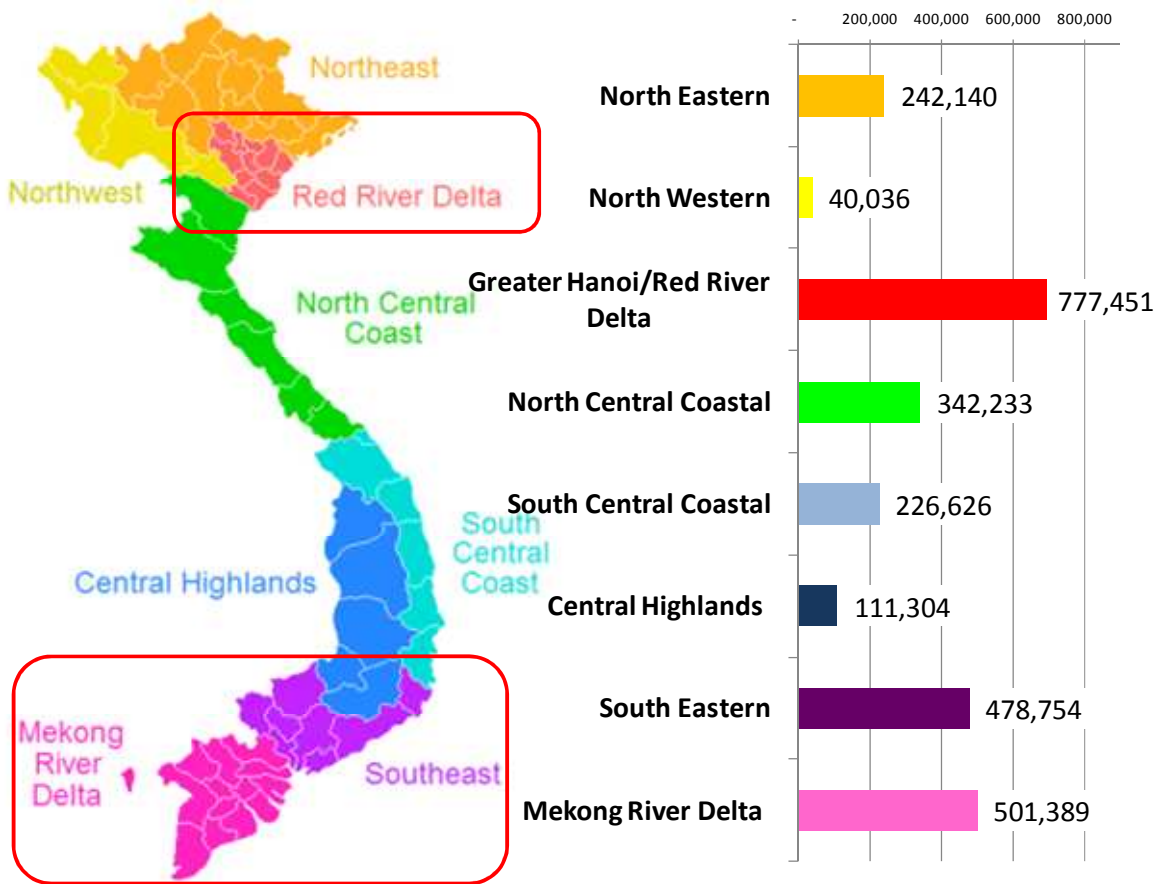 Northeast
Northwest
Red River Delta
North Central
Coast
South
Central
Coast
Central Highlands
Mekong
River
Delta
Southeast
- 200,000 400,000 600,000 800,000
North Eastern 242,140
North Western 40,036
Greater Hanoi/Red River
Delta
777,451
North Central Coastal 342,233
South Central Coastal 226,626
Central Highlands 111,304
South Eastern 478,754
Mekong River Delta 501,389